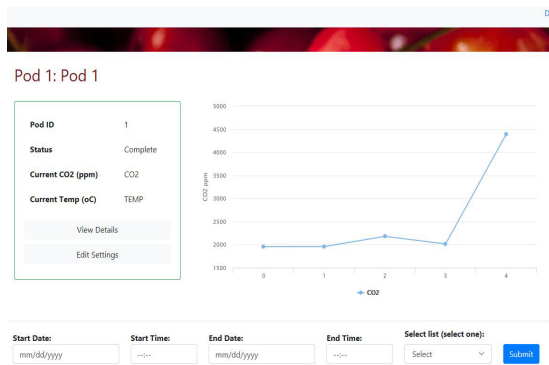 D
Pod 1: Pod 1
Pod ID 1
Status Complete
Current CO2 (ppm) CO2
Current Temp (oC) TEMP
View Details
Edit Settings
5000
4500
4000
3500
3000
2500
2000
1500
CO2 ppm
0 1 2 3 4
CO2
Start Date: Start Time: End Date: End Time: Select list (select one):
mm/dd/yyyy --:-- mm/dd/yyyy --:-- Select Submit